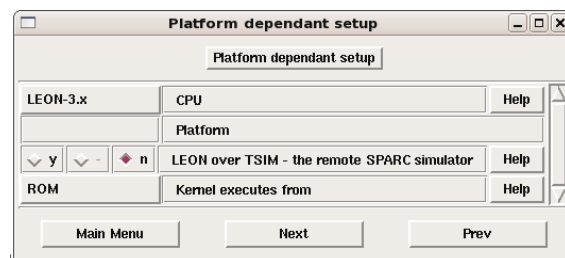 Platform dependant setup
Platform dependant setup
LEON-3.x CPU Help
Platform
y - n LEON over TSIM - the remote SPARC simulator Help
ROM Kernel executes from Help
Main Menu Next Prev